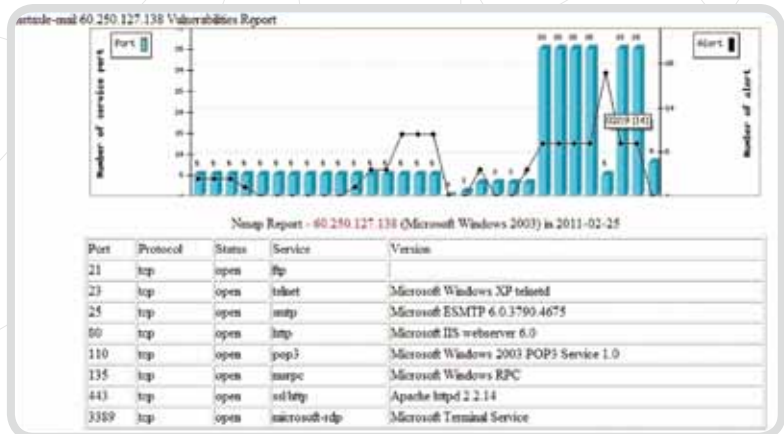 60.250.127.138 Vulnerabilities Report
Port
Alert
Number of service port
Number of alert
02/19 [14]
Nmap Report - 60.250.127.138 (Microsoft Windows 2003) in 2011-02-25
Port Protocol Status Service Version
21 tcp open ftp
23 tcp open telnet Microsoft Windows XP telnetd
25 tcp open smtp Microsoft ESMTP 6.0.3790.4675
80 tcp open http Microsoft IIS webserver 6.0
110 tcp open pop3 Microsoft Windows 2003 POP3 Service 1.0
135 tcp open msrpc Microsoft Windows RPC
443 tcp open ssl/http Apache httpd 2.2.14
3389 tcp open microsoft-rdp Microsoft Terminal Service